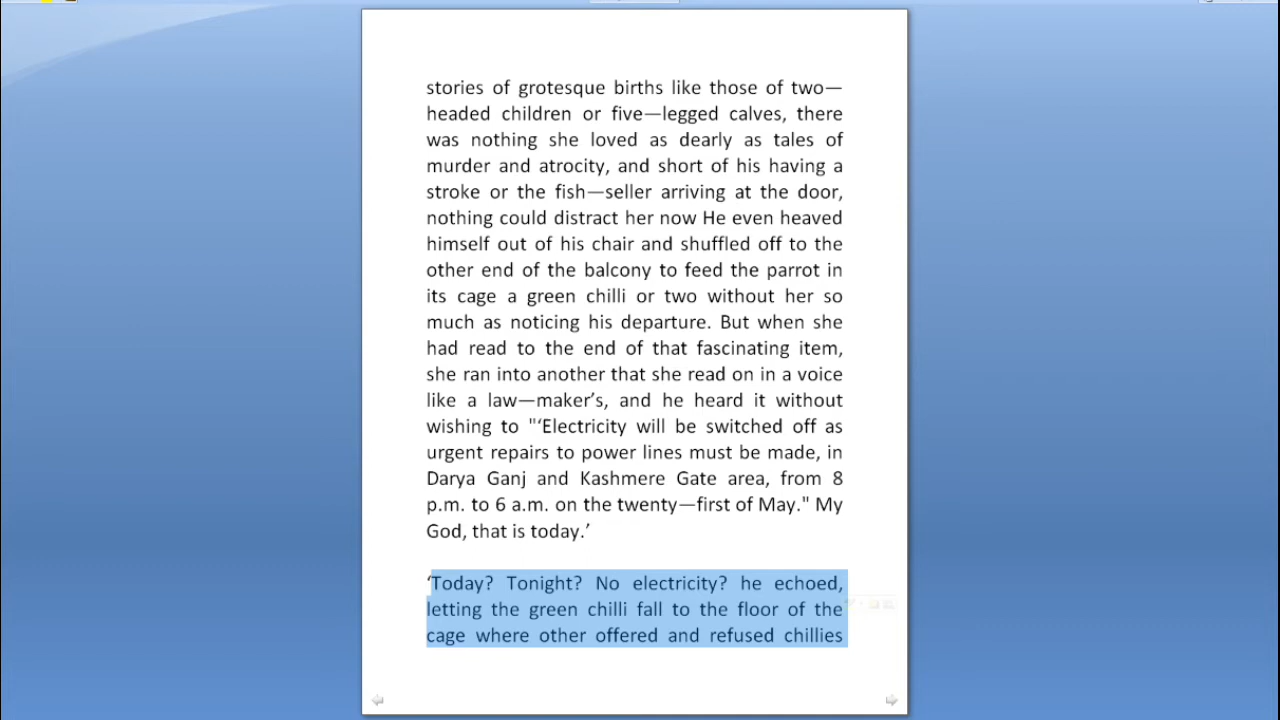 stories of grotesque births like those of two—
headed children or five—legged calves, there
was nothing she loved as dearly as tales of
murder and atrocity, and short of his having a
stroke or the fish—seller arriving at the door,
nothing could distract her now He even heaved
himself out of his chair and shuffled off to the
other end of the balcony to feed the parrot in
its cage a green chilli or two without her so
much as noticing his departure. But when she
had read to the end of that fascinating item,
she ran into another that she read on in a voice
like a law—maker’s, and he heard it without
wishing to "‘Electricity will be switched off as
urgent repairs to power lines must be made, in
Darya Ganj and Kashmere Gate area, from 8
p.m. to 6 a.m. on the twenty—first of May." My
God, that is today.’
‘Today? Tonight? No electricity? he echoed,
letting the green chilli fall to the floor of the
cage where other offered and refused chillies